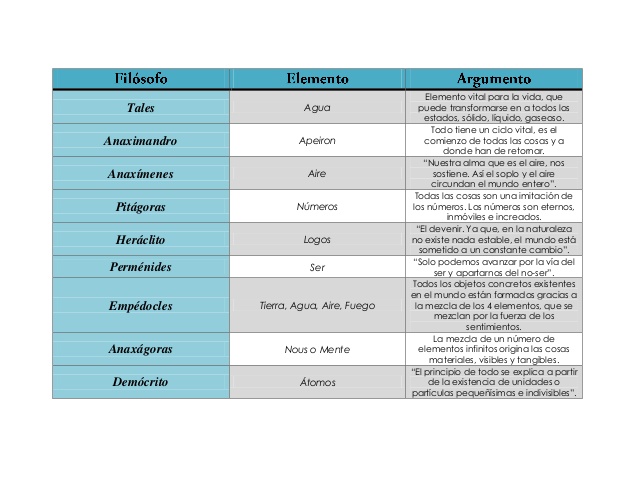 Filósofo Elemento Argumento
Tales
Agua
Elemento vital para la vida, que
puede transformarse en a todos los
estados, sólido, líquido, gaseoso.
Anaximandro
Apeiron
Todo tiene un ciclo vital, es el
comienzo de todas las cosas y a
donde han de retornar.
Anaxímenes
Aire
“Nuestra alma que es el aire, nos
sostiene. Así el soplo y el aire
circundan el mundo entero”.
Pitágoras
Números
Todas las cosas son una imitación de
los números. Los números son eternos,
inmóviles e increados.
Heráclito
Logos
“El devenir. Ya que, en la naturaleza
no existe nada estable, el mundo está
sometido a un constante cambio”.
Perménides
Ser
“Solo podemos avanzar por la vía del
ser y apartarnos del no-ser”.
Empédocles
Tierra, Agua, Aire, Fuego
Todos los objetos concretos existentes
en el mundo están formados gracias a
la mezcla de los 4 elementos, que se
mezclan por la fuerza de los
sentimientos.
Anaxágoras
Nous o Mente
La mezcla de un número de
elementos infinitos origina las cosas
materiales, visibles y tangibles.
Demócrito
Átomos
“El principio de todo se explica a partir
de la existencia de unidades o
partículas pequeñísimas e indivisibles”.